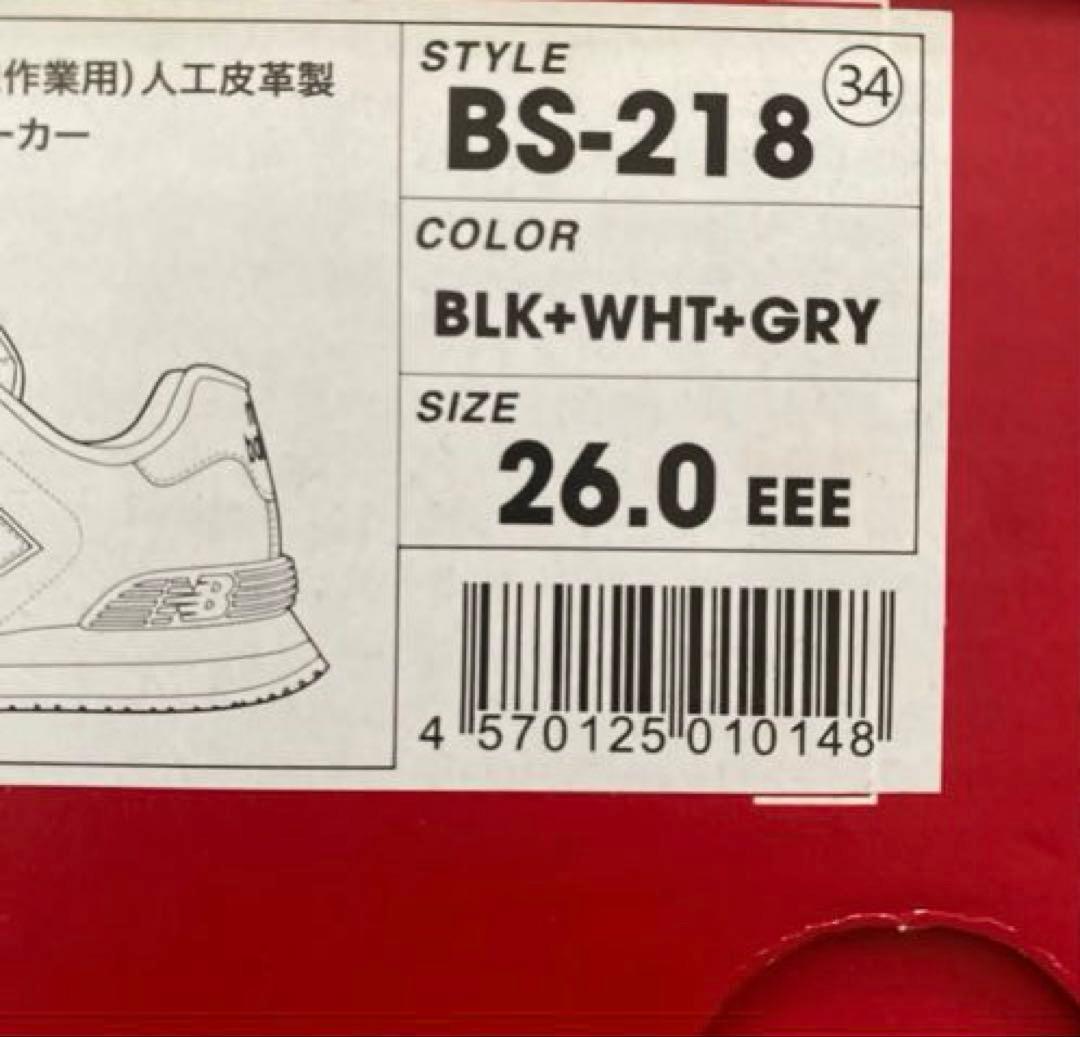 作業用)人工皮革製
ーカー
STYLE
BS-218
34
COLOR
BLK+WHT+GRY
SIZE
26.0 EEE
4 570125 010148